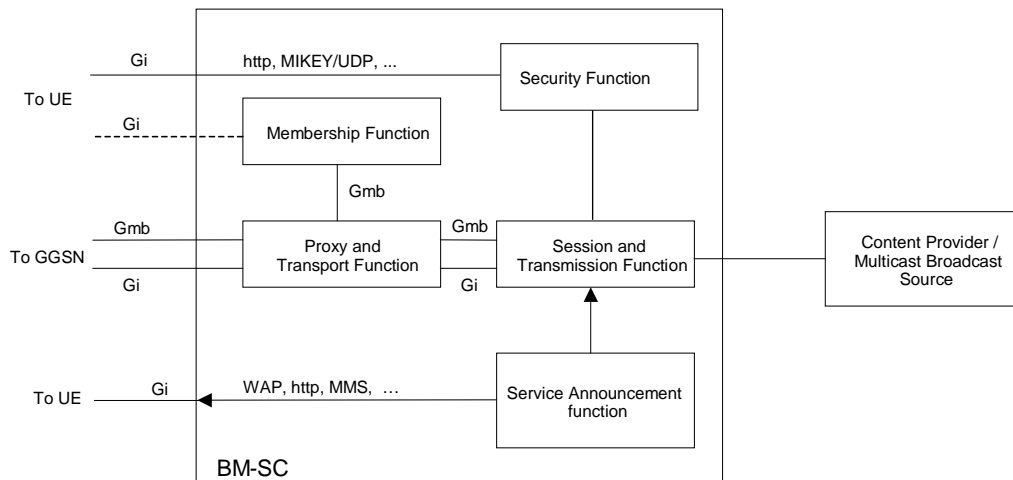 Gi
http, MIKEY/UDP, ...
Security Function
To UE
Gi
Membership Function
Gmb
Gmb
Gmb
Proxy and
Transport Function
Session and
Transmission Function
Content Provider /
Multicast Broadcast
Source
To GGSN
Gi
Gi
Gi
WAP, http, MMS, ...
Service Announcement
function
To UE
BM-SC